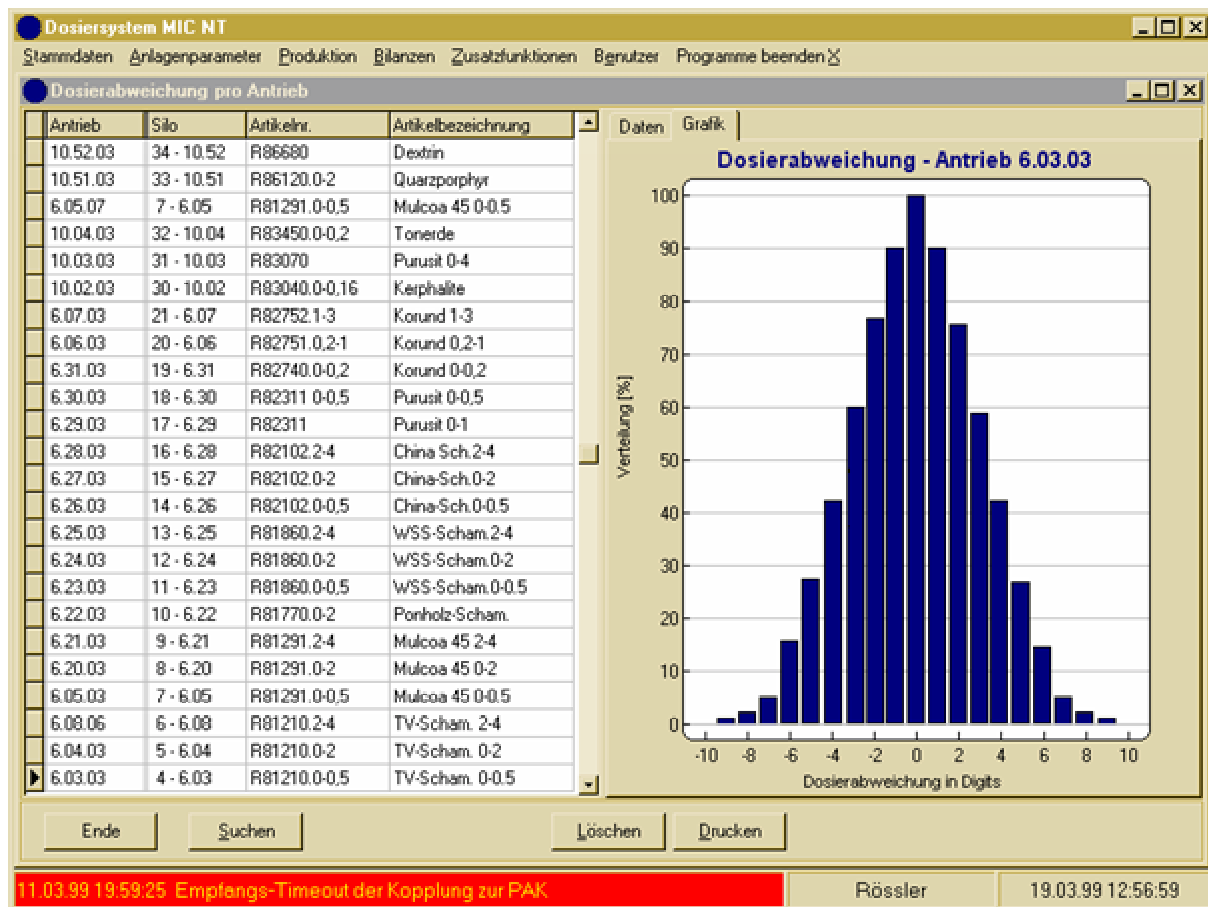 Dosiersystem MIC NT
Stammdaten Anlagenparameter Produktion Bilanzen Zusatzfunktionen Benutzer Programme beenden X
Dosierabweichung pro Antrieb
Antrieb Silo Artikelnr. Artikelbezeichnung
10.52.03 34 - 10.52 R86680 Dextrin
10.51.03 33 - 10.51 R86120.0-2 Quarzporphyr
6.05.07 7 - 6.05 R81291.0-0,5 Mulcoa 45 0-0.5
10.04.03 32 - 10.04 R83450.0-0,2 Tonerde
10.03.03 31 - 10.03 R83070 Purusit 0-4
10.02.03 30 - 10.02 R83040.0-0,16 Kerphalite
6.07.03 21 - 6.07 R82752.1-3 Korund 1-3
6.06.03 20 - 6.06 R82751.0,2-1 Korund 0,2-1
6.31.03 19 - 6.31 R82740.0-0,2 Korund 0-0,2
6.30.03 18 - 6.30 R82311 0-0,5 Purusit 0-0,5
6.29.03 17 - 6.29 R82311 Purusit 0-1
6.28.03 16 - 6.28 R82102.2-4 China Sch.2-4
6.27.03 15 - 6.27 R82102.0-2 China-Sch.0-2
6.26.03 14 - 6.26 R82102.0-0,5 China-Sch.0-0.5
6.25.03 13 - 6.25 R81860.2-4 WSS-Scham.2-4
6.24.03 12 - 6.24 R81860.0-2 WSS-Scham.0-2
6.23.03 11 - 6.23 R81860.0-0,5 WSS-Scham.0-0.5
6.22.03 10 - 6.22 R81770.0-2 Ponholz-Scham.
6.21.03 9 - 6.21 R81291.2-4 Mulcoa 45 2-4
6.20.03 8 - 6.20 R81291.0-2 Mulcoa 45 0-2
6.05.03 7 - 6.05 R81291.0-0,5 Mulcoa 45 0-0.5
6.08.06 6 - 6.08 R81210.2-4 TV-Scham. 2-4
6.04.03 5 - 6.04 R81210.0-2 TV-Scham. 0-2
6.03.03 4 - 6.03 R81210.0-0,5 TV-Scham. 0-0.5
Daten Grafik
Dosierabweichung - Antrieb 6.03.03
100
90
80
70
60
50
40
30
20
10
0
Verteilung [%]
-10 -8 -6 -4 -2 0 2 4 6 8 10
Dosierabweichung in Digits
Ende Suchen Löschen Drucken
11.03.99 19:59:25 Empfangs-Timeout der Kopplung zur PAK Rössler 19.03.99 12:56:59